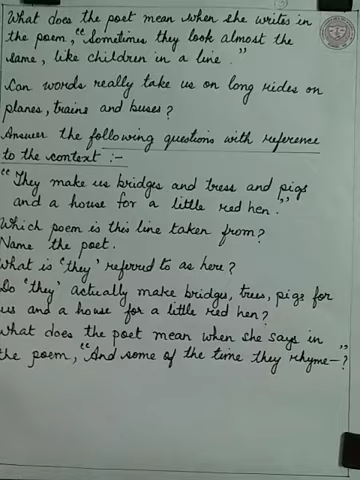 What does the poet mean when she writes in
the poem, "Sometimes they look almost the
same, like children in a line."
Can words really take us on long rides on
planes, trains and buses?
Answer the following questions with reference
to the context :-
"They make us bridges and tress and pigs
and a house for a little red hen."
Which poem is this line taken from?
Name the poet.
What is 'they' referred to as here?
Do 'they' actually make bridges, trees, pigs for
us and a house for a little red hen?
What does the poet mean when she says in
the poem, "And some of the time they rhyme—"?